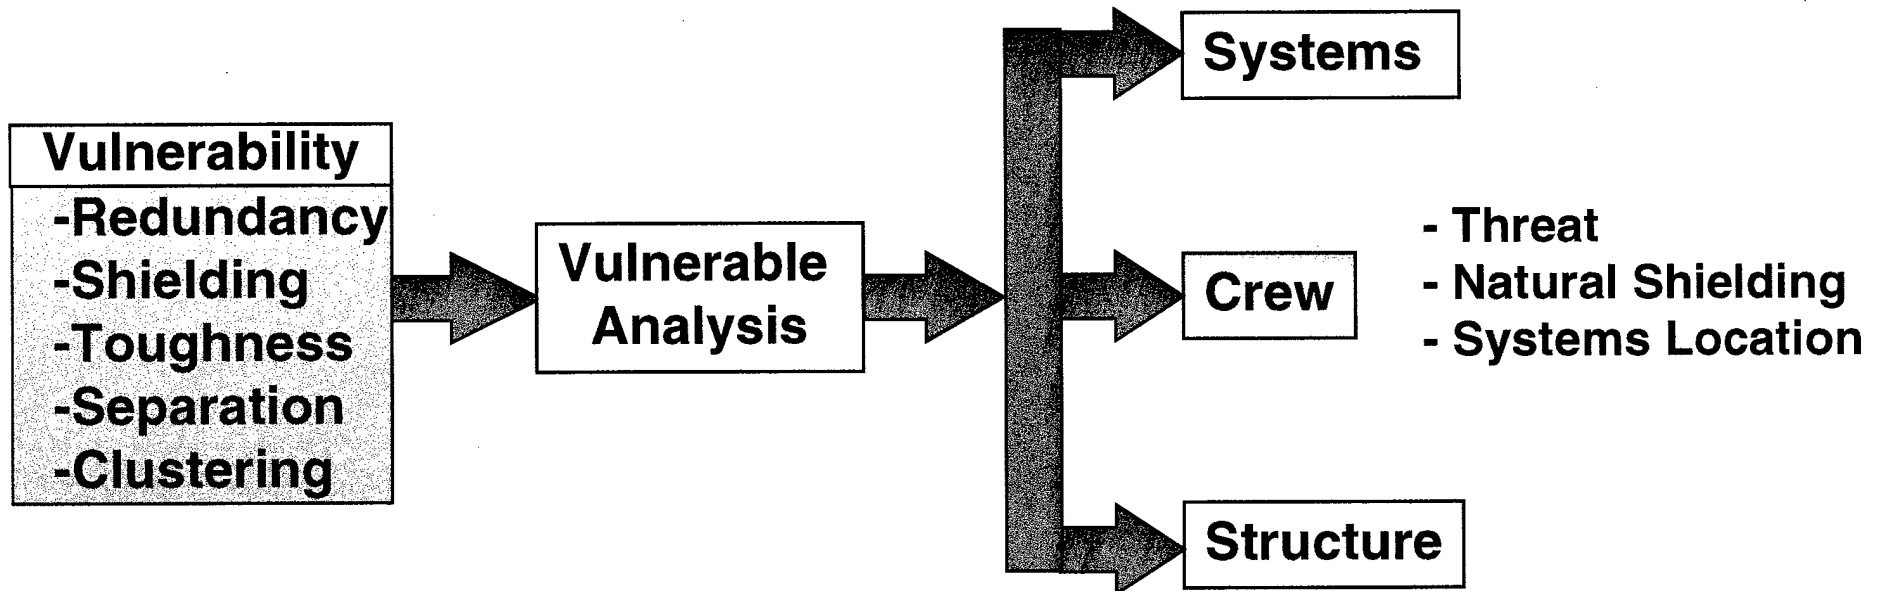 Vulnerability
-Redundancy
-Shielding
-Toughness
-Separation
-Clustering
Vulnerable
Analysis
Systems
Crew
- Threat
- Natural Shielding
- Systems Location
Structure